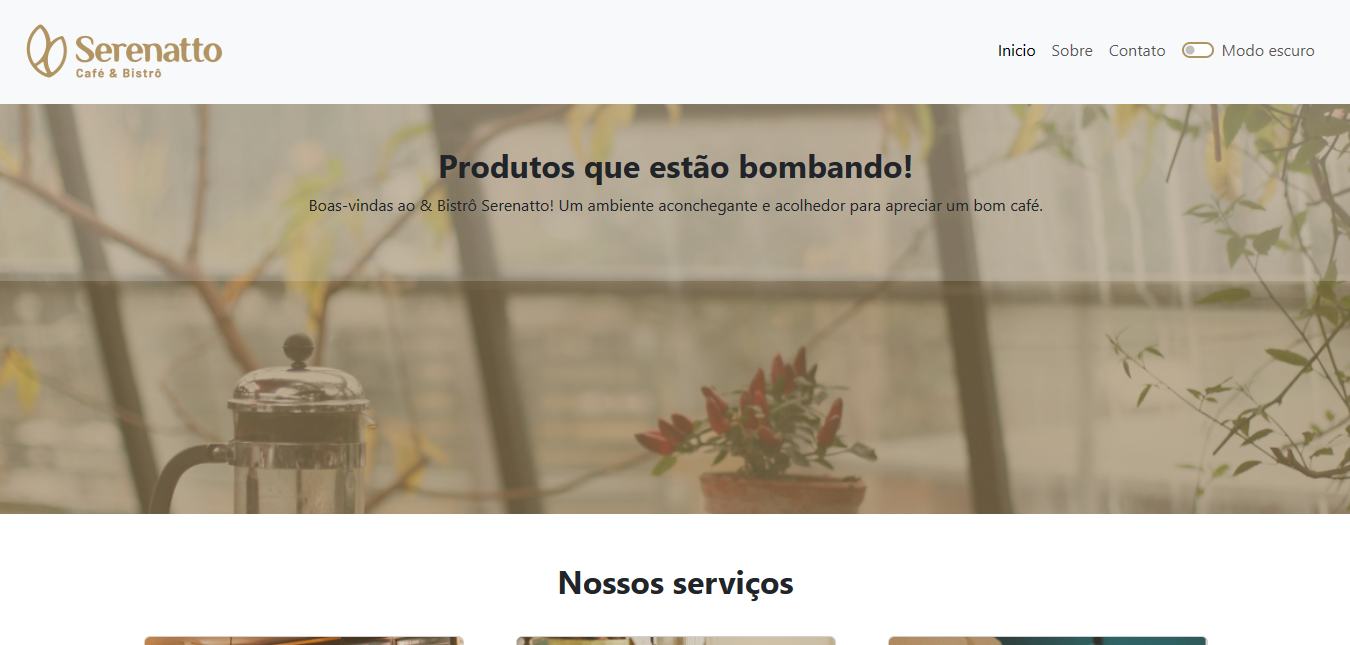 Serenatto
Café & Bistrô
Inicio Sobre Contato Modo escuro
Produtos que estão bombando!
Boas-vindas ao & Bistrô Serenatto! Um ambiente aconchegante e acolhedor para apreciar um bom café.
Nossos serviços